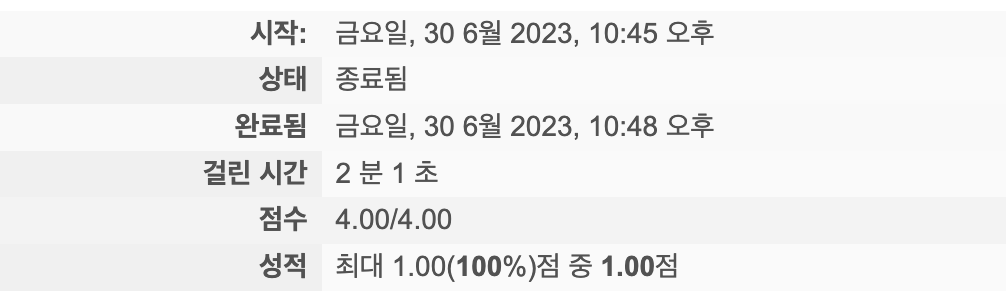 시작: 금요일, 30 6월 2023, 10:45 오후
상태 종료됨
완료됨 금요일, 30 6월 2023, 10:48 오후
걸린 시간 2 분 1 초
점수 4.00/4.00
성적 최대 1.00(100%)점 중 1.00점